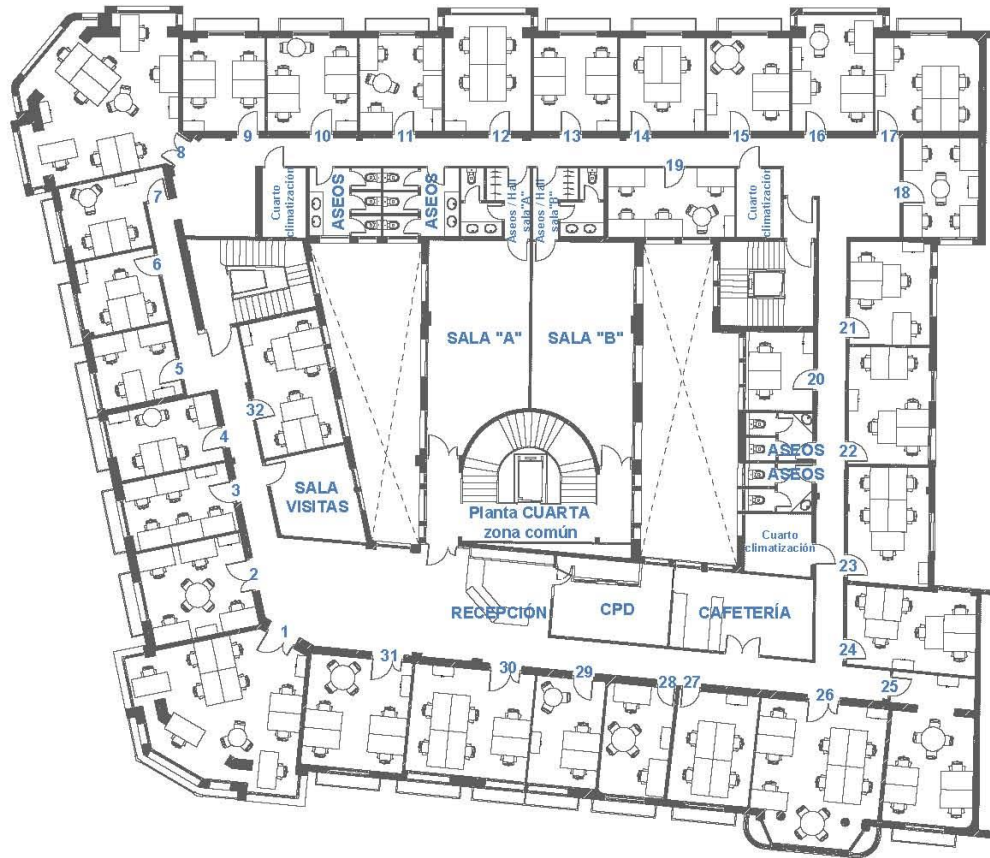 9
10
11
12
13
14
15
16
17
8
19
7
18
Cuarto
climatización
ASEOS
ASEOS
Aseos / Hall
sala"A"
Aseos / Hall
sala"B"
Cuarto
climatización
6
21
SALA "A"
SALA "B"
5
20
32
4
22
ASEOS
ASEOS
3
SALA
VISITAS
Planta CUARTA
zona común
Cuarto
climatización
23
2
RECEPCIÓN
CPD
CAFETERÍA
1
24
31
30
29
28
27
26
25